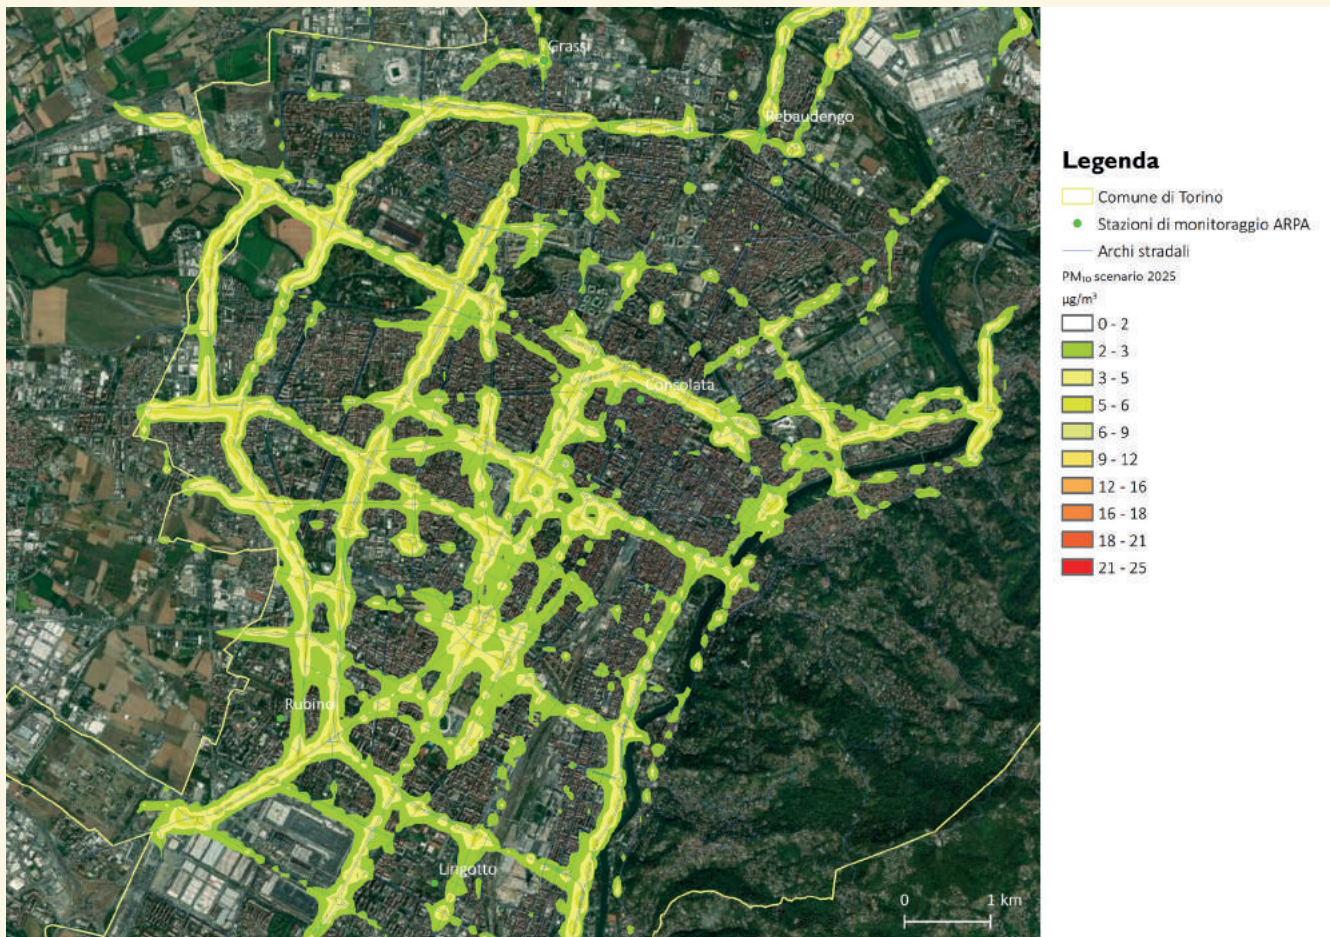 Grassi
Rebaudengo
Consolata
Rubino
Lingotto
0 1 km
Legenda
Comune di Torino
Stazioni di monitoraggio ARPA
Archi stradali
PM₁₀ scenario 2025
µg/m³
0 - 2
2 - 3
3 - 5
5 - 6
6 - 9
9 - 12
12 - 16
16 - 18
18 - 21
21 - 25